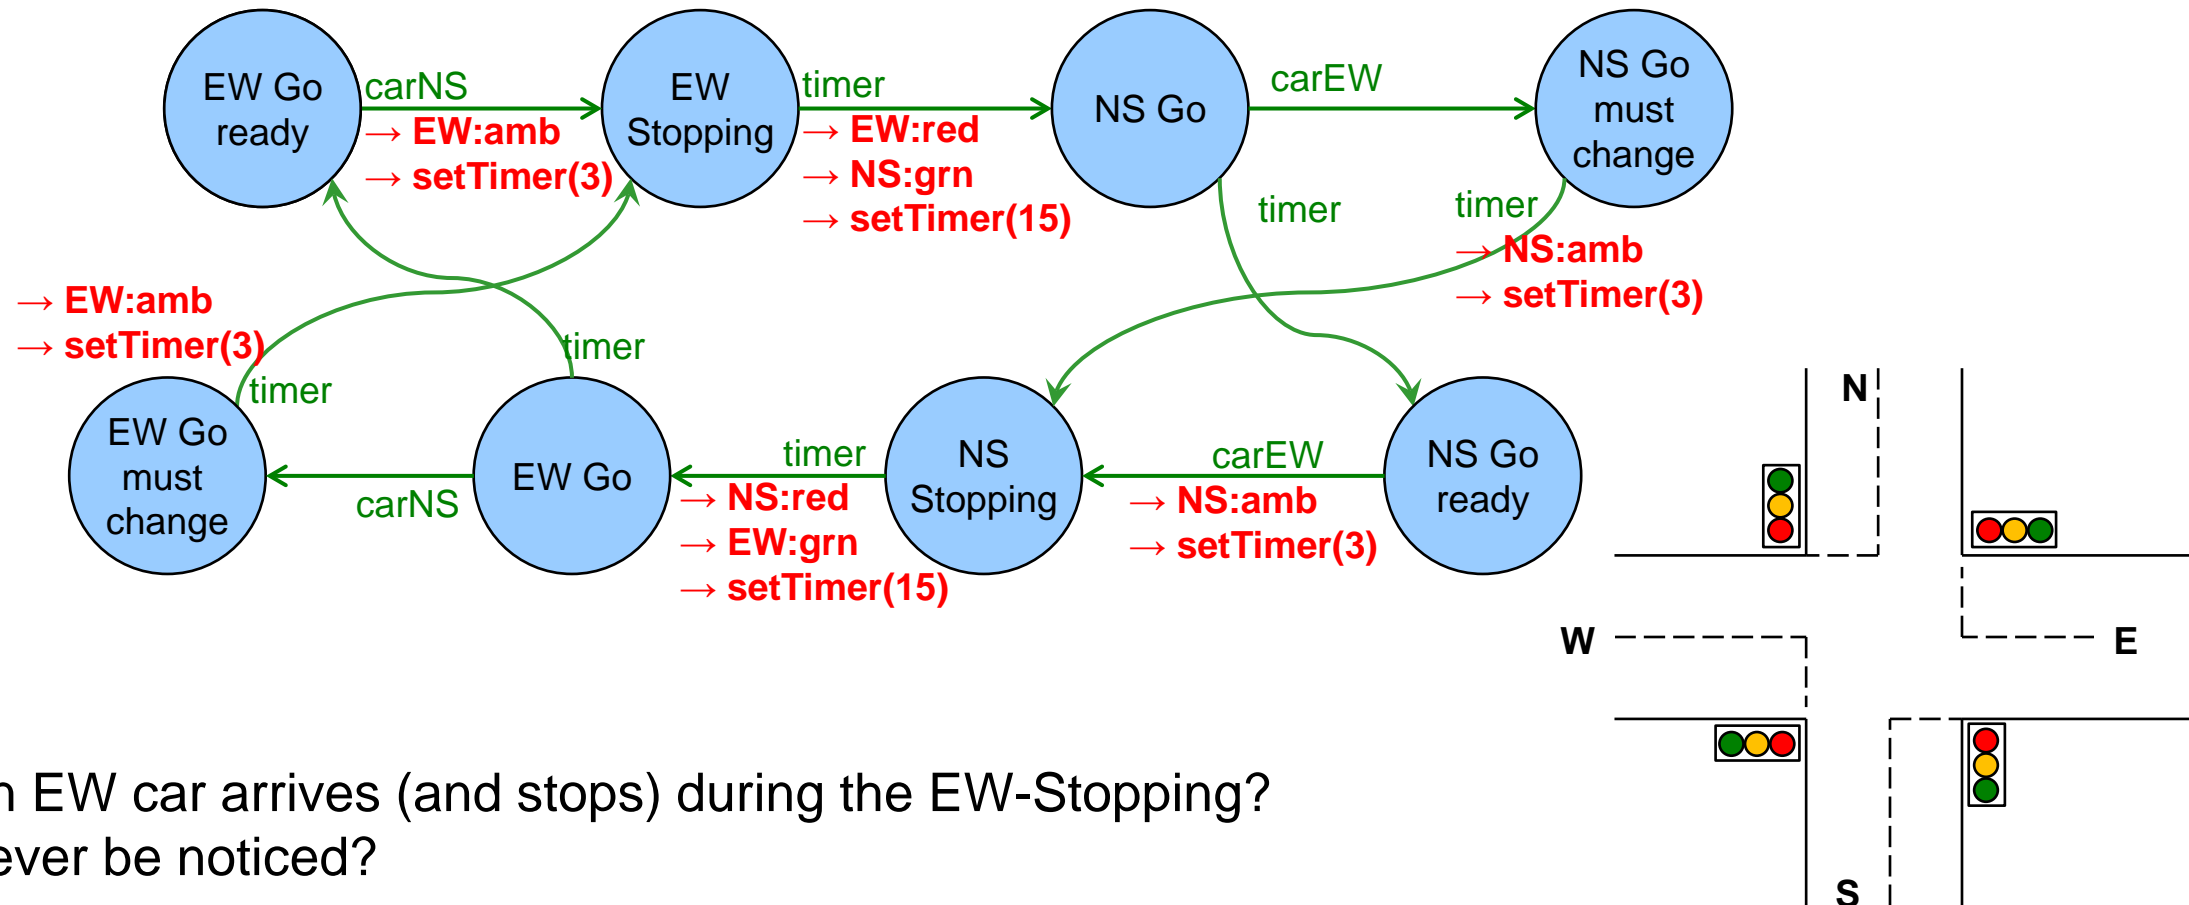 EW Go
ready
carNS
→ EW:amb
→ setTimer(3)
EW
Stopping
timer
→ EW:red
→ NS:grn
→ setTimer(15)
NS Go
carEW
NS Go
must
change
timer
timer
→ NS:amb
→ setTimer(3)
→ EW:amb
→ setTimer(3)
timer
timer
EW Go
must
change
carNS
EW Go
timer
→ NS:red
→ EW:grn
→ setTimer(15)
NS
Stopping
carEW
→ NS:amb
→ setTimer(3)
NS Go
ready
N
W
E
S
n EW car arrives (and stops) during the EW-Stopping?
ever be noticed?